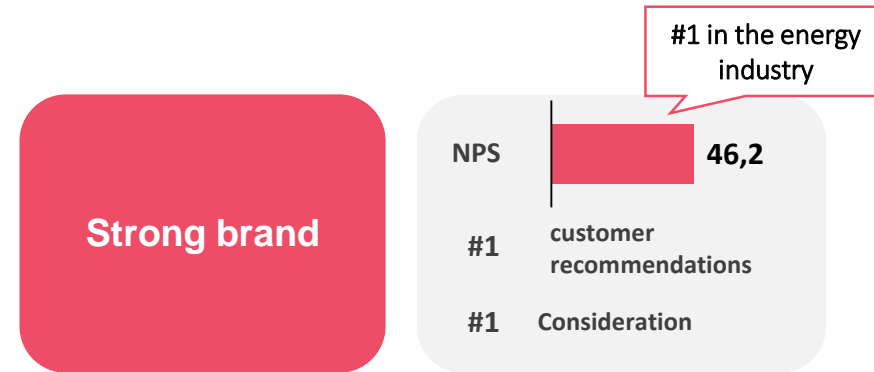 #1 in the energy
industry
Strong brand
NPS
46,2
#1
customer
recommendations
#1
Consideration